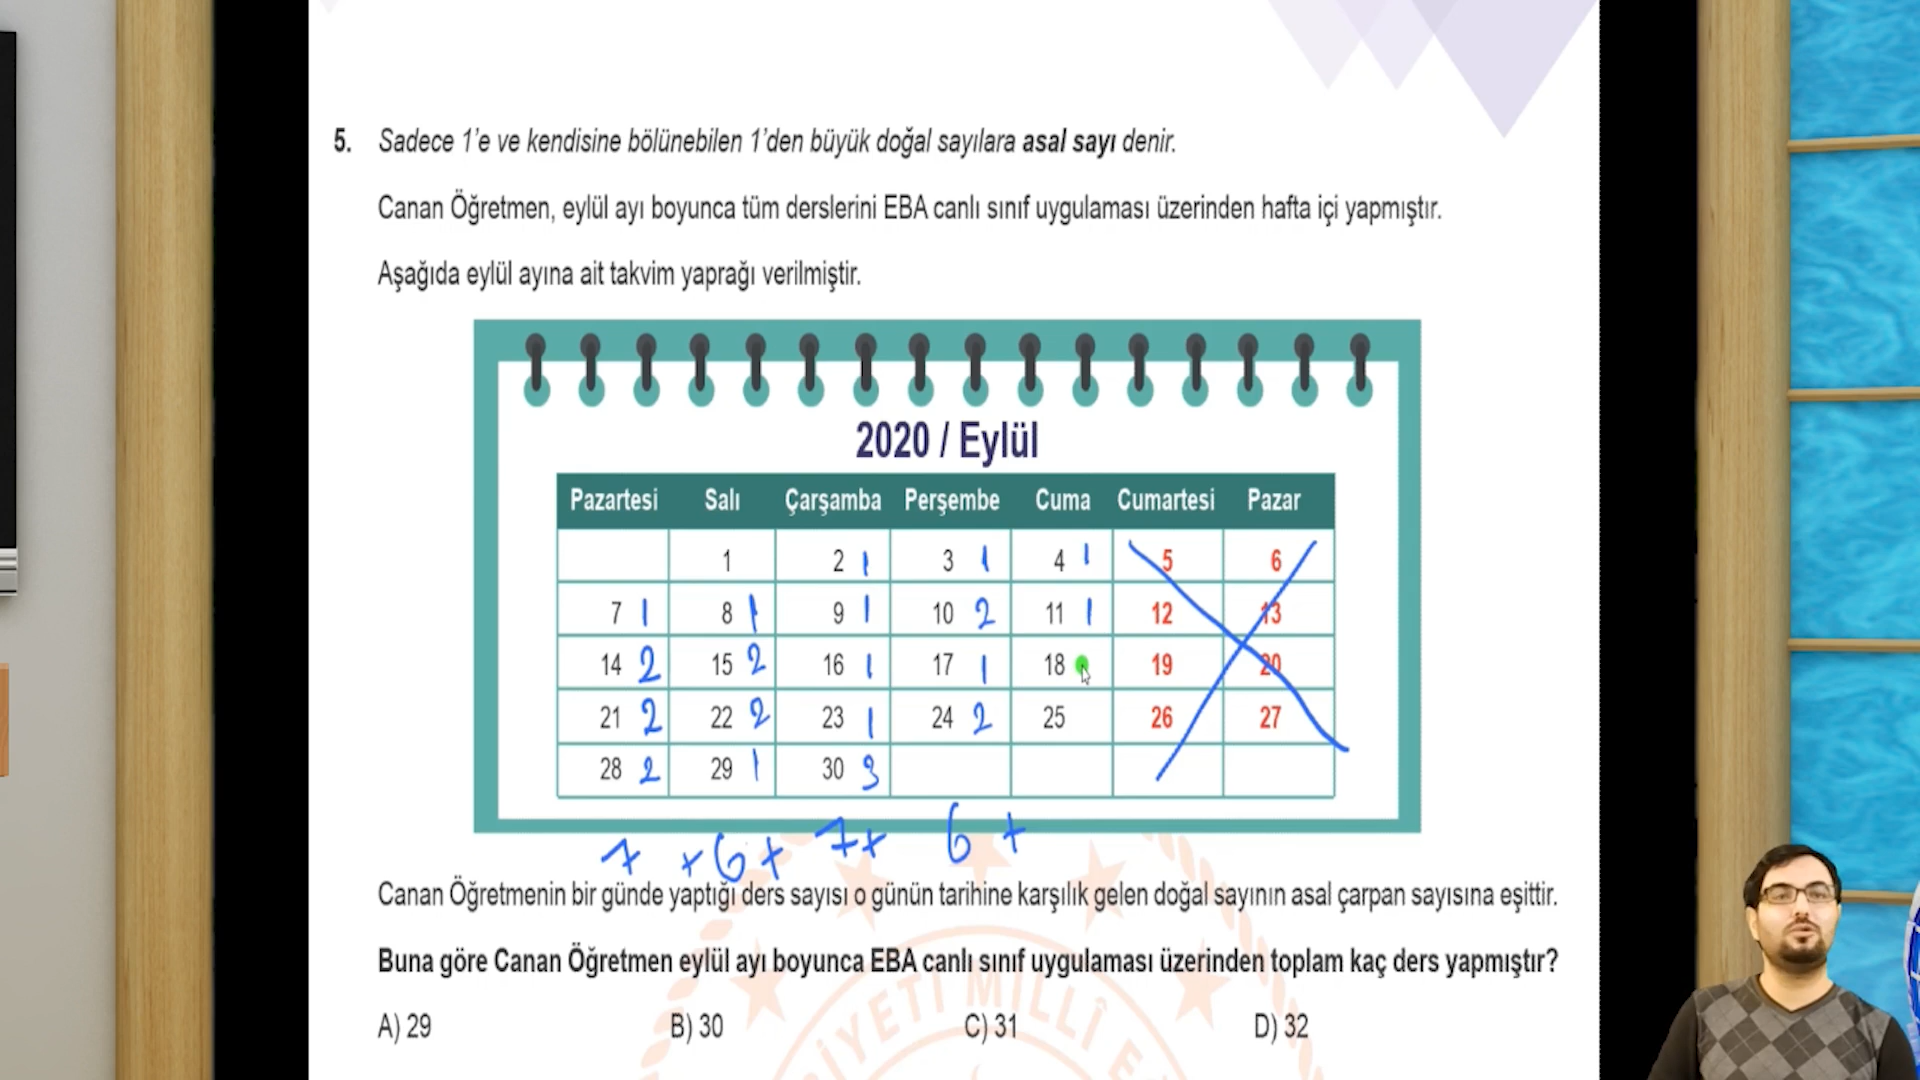 5. Sadece 1’e ve kendisine bölünebilen 1’den büyük doğal sayılara asal sayı denir.
Canan Öğretmen, eylül ayı boyunca tüm derslerini EBA canlı sınıf uygulaması üzerinden hafta içi yapmıştır.
Aşağıda eylül ayına ait takvim yaprağı verilmiştir.
2020 / Eylül
Pazartesi Salı Çarşamba Perşembe Cuma Cumartesi Pazar
1 2 1 3 1 4 1 5 6
7 1 8 1 9 1 10 2 11 1 12 13
14 2 15 2 16 1 17 1 18 19 20
21 2 22 2 23 1 24 2 25 26 27
28 2 29 1 30 3
7 + 6 + 7 + 6 +
Canan Öğretmenin bir günde yaptığı ders sayısı o günün tarihine karşılık gelen doğal sayının asal çarpan sayısına eşittir.
Buna göre Canan Öğretmen eylül ayı boyunca EBA canlı sınıf uygulaması üzerinden toplam kaç ders yapmıştır?
A) 29 B) 30 C) 31 D) 32